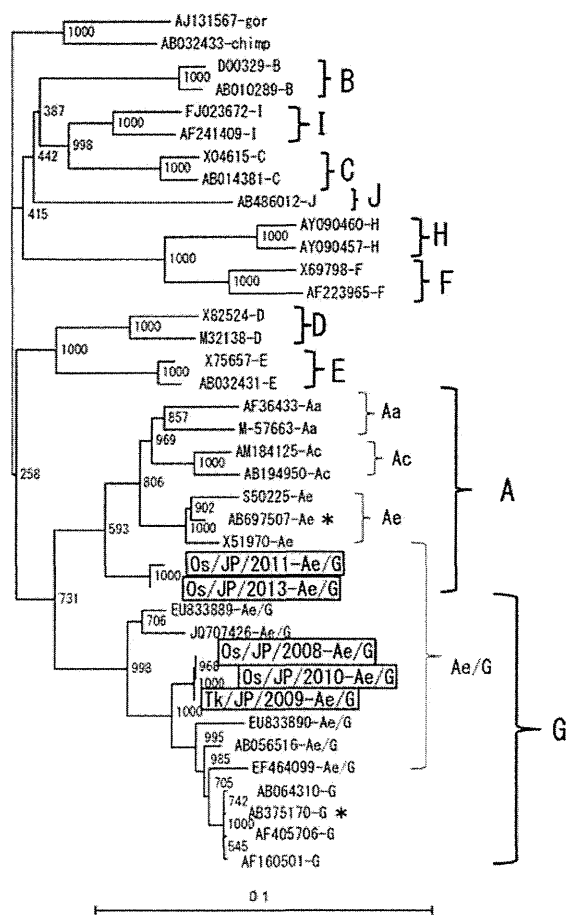 AJ131567-gor
1000
AB032433-chimp
D00329-B
1000
B
AB010289-B
387
FJ023672-I
1000
I
AF241409-I
998
442
X04615-C
1000
C
AB014381-C
AB486012-J
J
415
AY090460-H
1000
H
AY090457-H
1000
X69798-F
1000
F
AF223965-F
X82524-D
1000
D
M32138-D
1000
X75657-E
1000
E
AB032431-E
AF36433-Aa
857
Aa
M-57663-Aa
969
AM184125-Ac
1000
Ac
AB194950-Ac
258
806
A
S50225-Ae
902
AB697507-Ae *
Ae
1000
X51970-Ae
593
Os/JP/2011-Ae/G
1000
Os/JP/2013-Ae/G
731
EU833889-Ae/G
706
JQ707426-Ae/G
998
Os/JP/2008-Ae/G
968
Os/JP/2010-Ae/G
Ae/G
1000
Tk/JP/2009-Ae/G
1000
EU833890-Ae/G
G
995
AB056516-Ae/G
985
EF464099-Ae/G
705
AB064310-G
742
AB375170-G *
1000
AF405706-G
545
AF160501-G
0.1